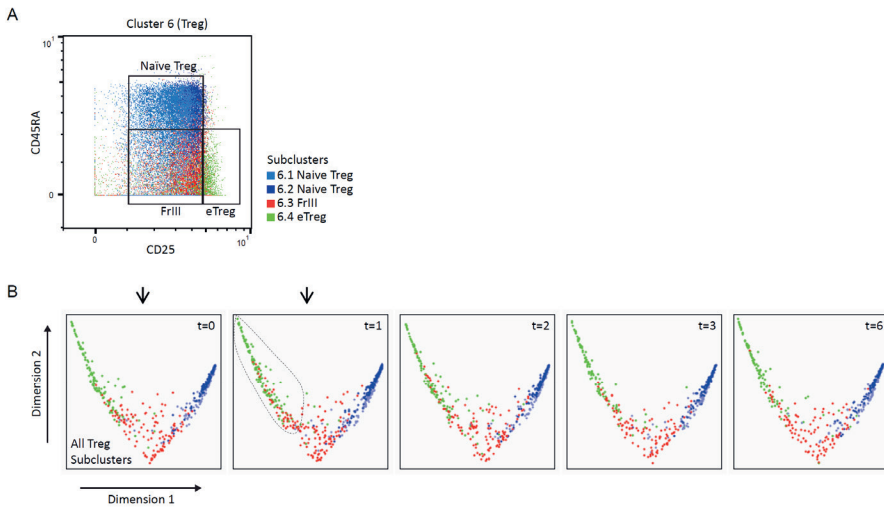 A
Cluster 6 (Treg)
10¹
Naïve Treg
CD45RA
0
FrIII
eTreg
0
10¹
CD25
Subclusters
6.1 Naive Treg
6.2 Naive Treg
6.3 FrIII
6.4 eTreg
B
t=0
t=1
t=2
t=3
t=6
Dimension 2
All Treg
Subclusters
Dimension 1